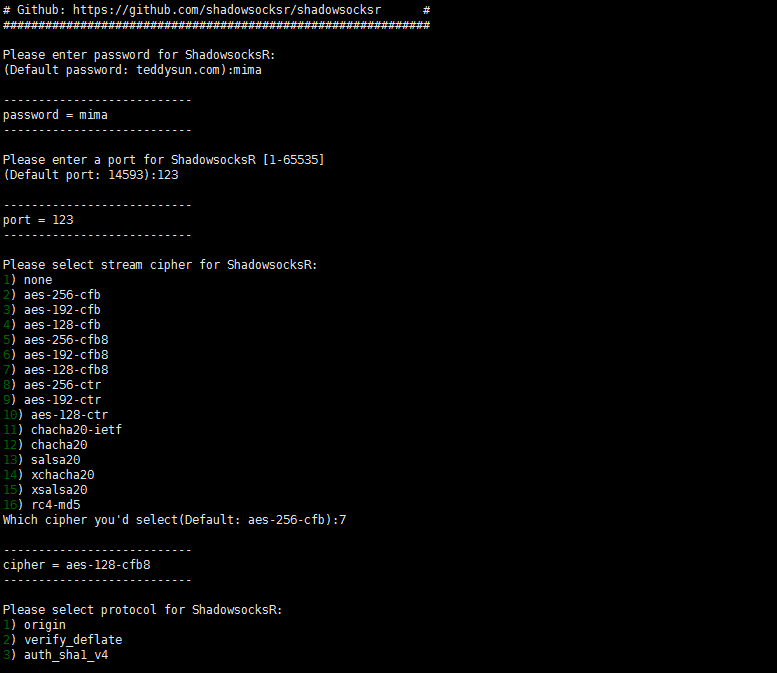 # Github: https://github.com/shadowsocksr/shadowsocksr      #
#############################################################
Please enter password for ShadowsocksR:
(Default password: teddysun.com):mima
---------------------------
password = mima
---------------------------
Please enter a port for ShadowsocksR [1-65535]
(Default port: 14593):123
---------------------------
port = 123
---------------------------
Please select stream cipher for ShadowsocksR:
1) none
2) aes-256-cfb
3) aes-192-cfb
4) aes-128-cfb
5) aes-256-cfb8
6) aes-192-cfb8
7) aes-128-cfb8
8) aes-256-ctr
9) aes-192-ctr
10) aes-128-ctr
11) chacha20-ietf
12) chacha20
13) salsa20
14) xchacha20
15) xsalsa20
16) rc4-md5
Which cipher you'd select(Default: aes-256-cfb):7
---------------------------
cipher = aes-128-cfb8
---------------------------
Please select protocol for ShadowsocksR:
1) origin
2) verify_deflate
3) auth_sha1_v4